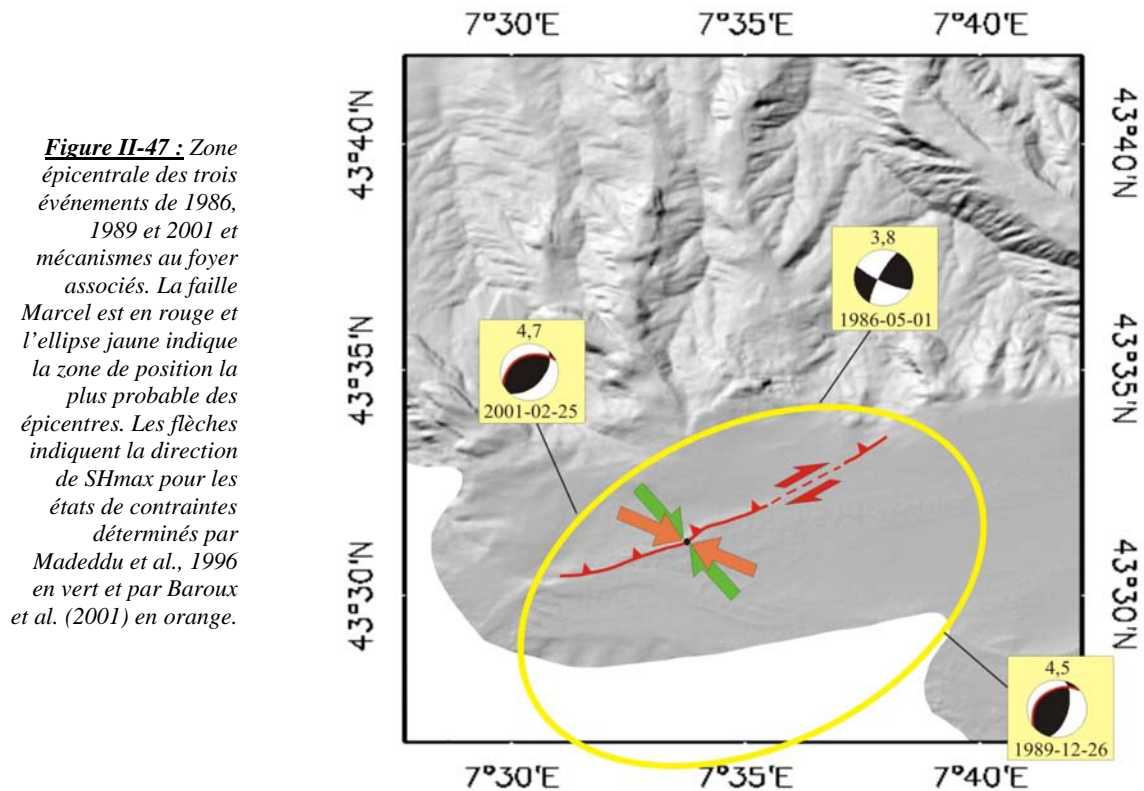 7°30'E 7°35'E 7°40'E
43°40'N
43°40'N
Figure II-47 : Zone
épicentrale des trois
événements de 1986,
1989 et 2001 et
mécanismes au foyer
associés. La faille
Marcel est en rouge et
l'ellipse jaune indique
la zone de position la
plus probable des
épicentres. Les flèches
indiquent la direction
de SHmax pour les
états de contraintes
déterminés par
Madeddu et al., 1996
en vert et par Baroux
et al. (2001) en orange.
3,8
1986-05-01
4,7
2001-02-25
43°35'N
43°35'N
43°30'N
43°30'N
4,5
1989-12-26
7°30'E 7°35'E 7°40'E